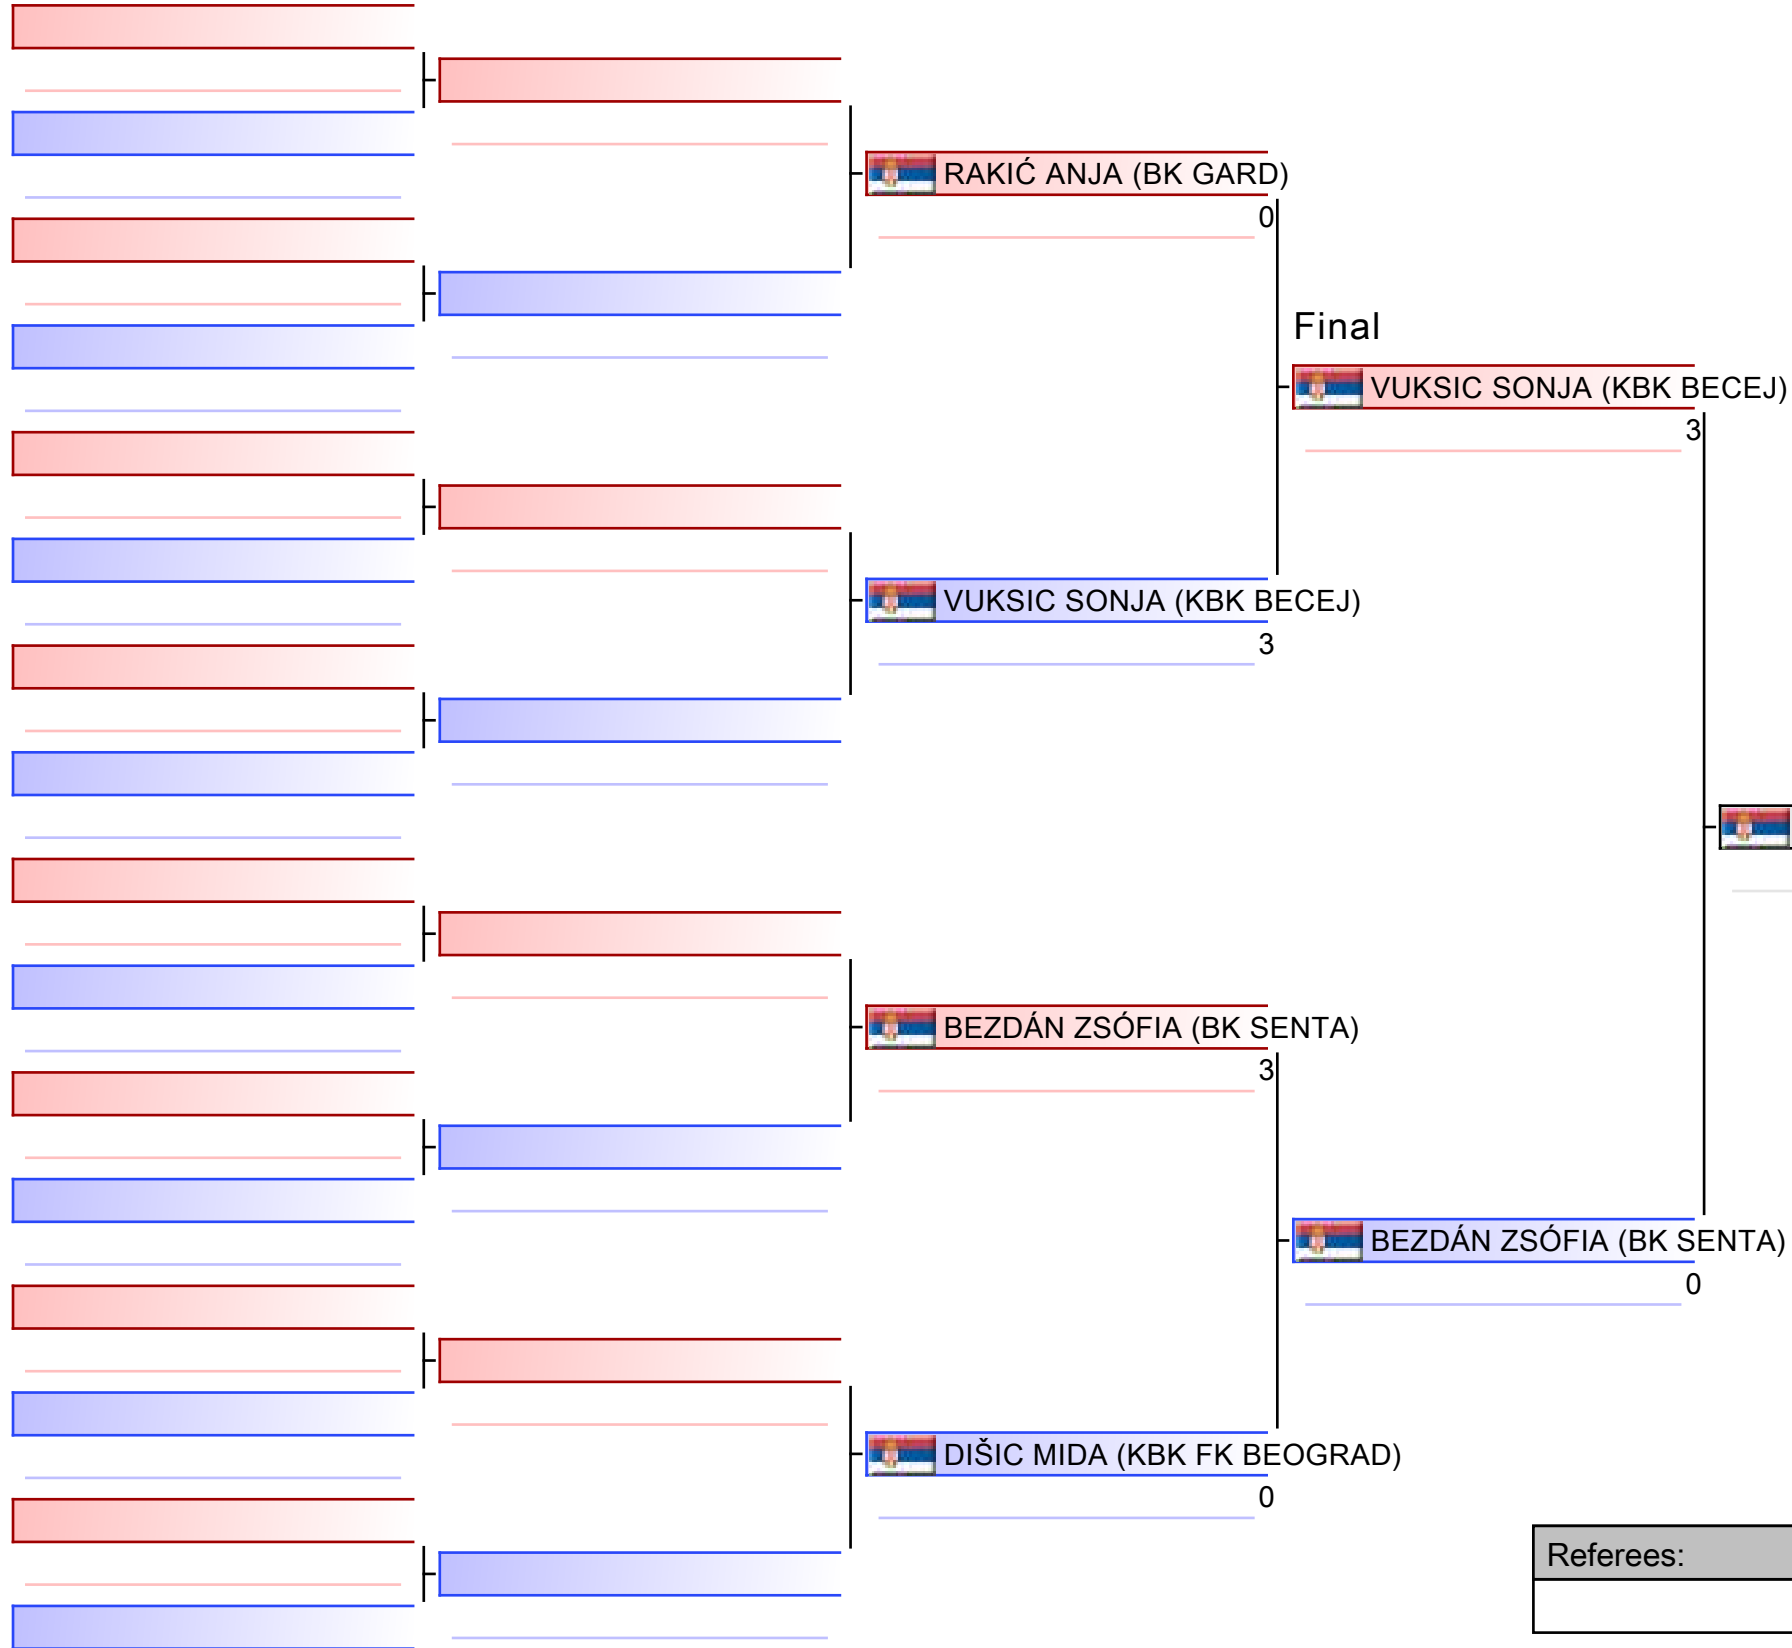 RAKIĆ ANJA (BK GARD)
0
Final
VUKSIC SONJA (KBK BECEJ)
3
VUKSIC SONJA (KBK BECEJ)
3
BEZDÁN ZSÓFIA (BK SENTA)
3
BEZDÁN ZSÓFIA (BK SENTA)
0
DIŠIC MIDA (KBK FK BEOGRAD)
0
Referees: